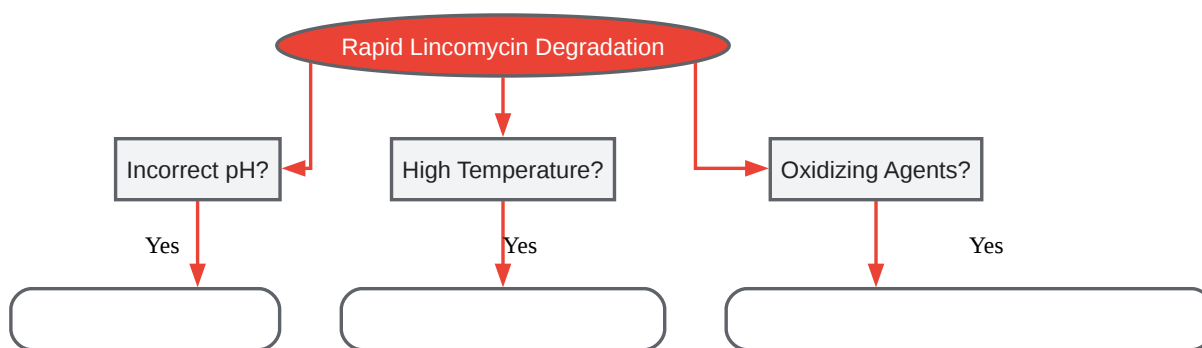 Rapid Lincomycin Degradation
Incorrect pH?
High Temperature?
Oxidizing Agents?
Yes
Yes
Yes